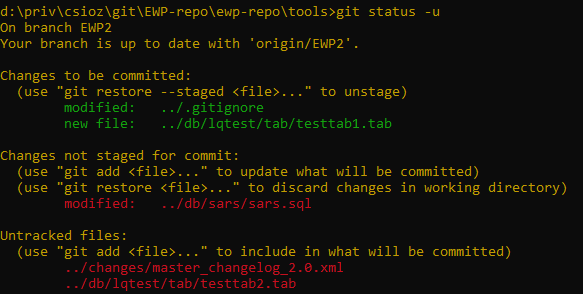 d:\priv\csioz\git\EWP-repo\ewp-repo\tools>git status -u
On branch EWP2
Your branch is up to date with 'origin/EWP2'.

Changes to be committed:
  (use "git restore --staged <file>..." to unstage)
        modified:   ../.gitignore
        new file:   ../db/lqtest/tab/testtab1.tab

Changes not staged for commit:
  (use "git add <file>..." to update what will be committed)
  (use "git restore <file>..." to discard changes in working directory)
        modified:   ../db/sars/sars.sql

Untracked files:
  (use "git add <file>..." to include in what will be committed)
        ../changes/master_changelog_2.0.xml
        ../db/lqtest/tab/testtab2.tab